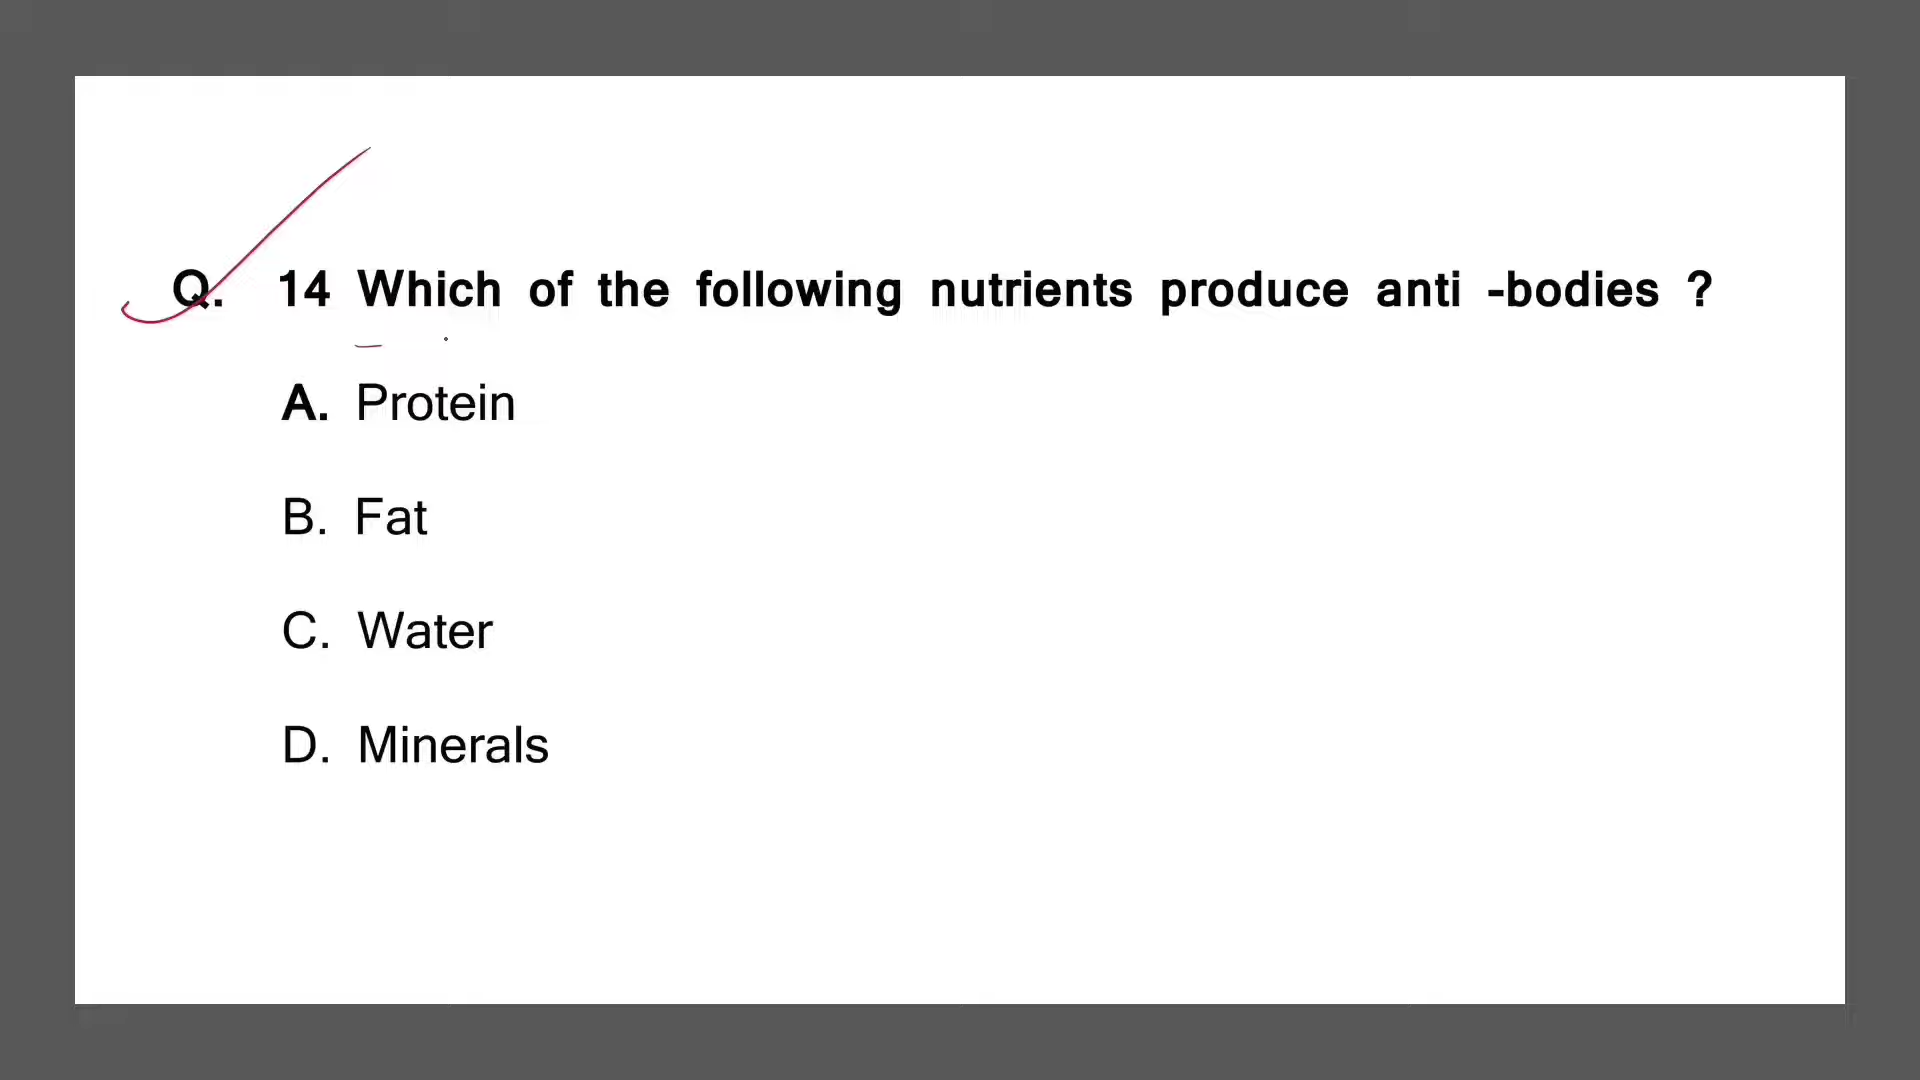 Q. 14 Which of the following nutrients produce anti -bodies ?
A. Protein
B. Fat
C. Water
D. Minerals